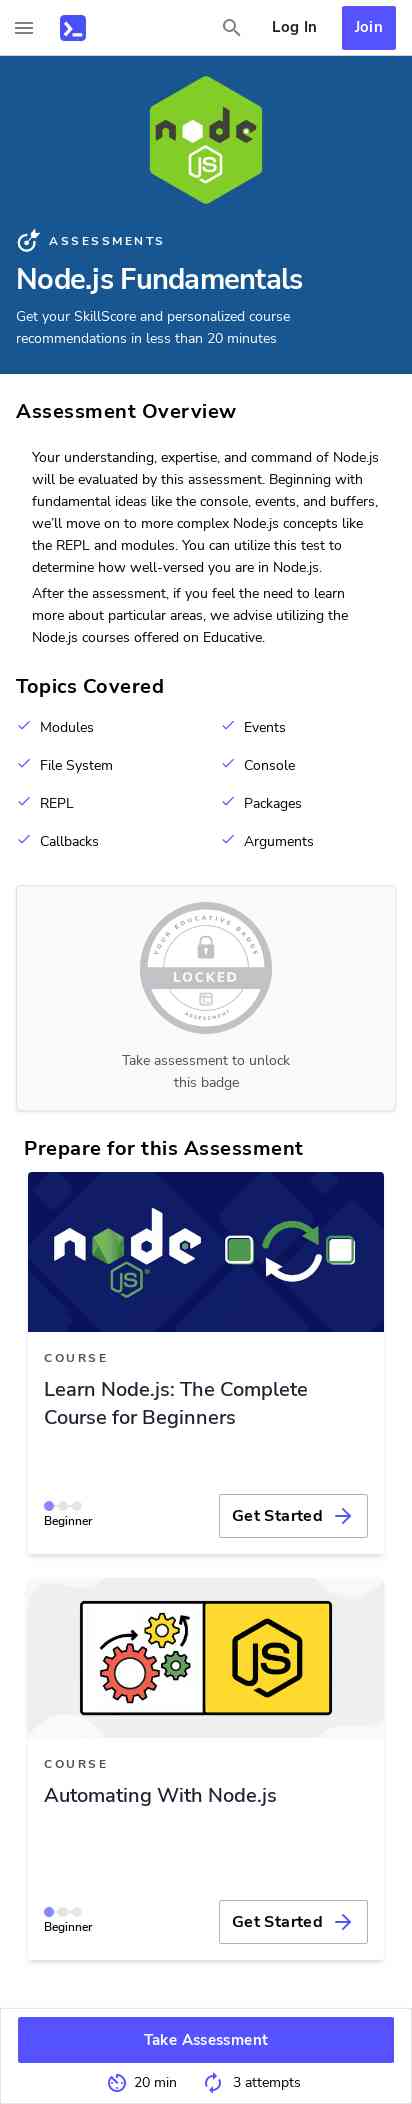 Log In
Join
node
JS
ASSESSMENTS
Node.js Fundamentals
Get your SkillScore and personalized course
recommendations in less than 20 minutes
Assessment Overview
Your understanding, expertise, and command of Node.js
will be evaluated by this assessment. Beginning with
fundamental ideas like the console, events, and buffers,
we’ll move on to more complex Node.js concepts like
the REPL and modules. You can utilize this test to
determine how well-versed you are in Node.js.
After the assessment, if you feel the need to learn
more about particular areas, we advise utilizing the
Node.js courses offered on Educative.
Topics Covered
Modules
Events
File System
Console
REPL
Packages
Callbacks
Arguments
YOUR EDUCATIVE BADGE
LOCKED
ASSESSMENT
Take assessment to unlock
this badge
Prepare for this Assessment
node
JS
COURSE
Learn Node.js: The Complete
Course for Beginners
Beginner
Get Started
JS
COURSE
Automating With Node.js
Beginner
Get Started
Take Assessment
20 min
3 attempts